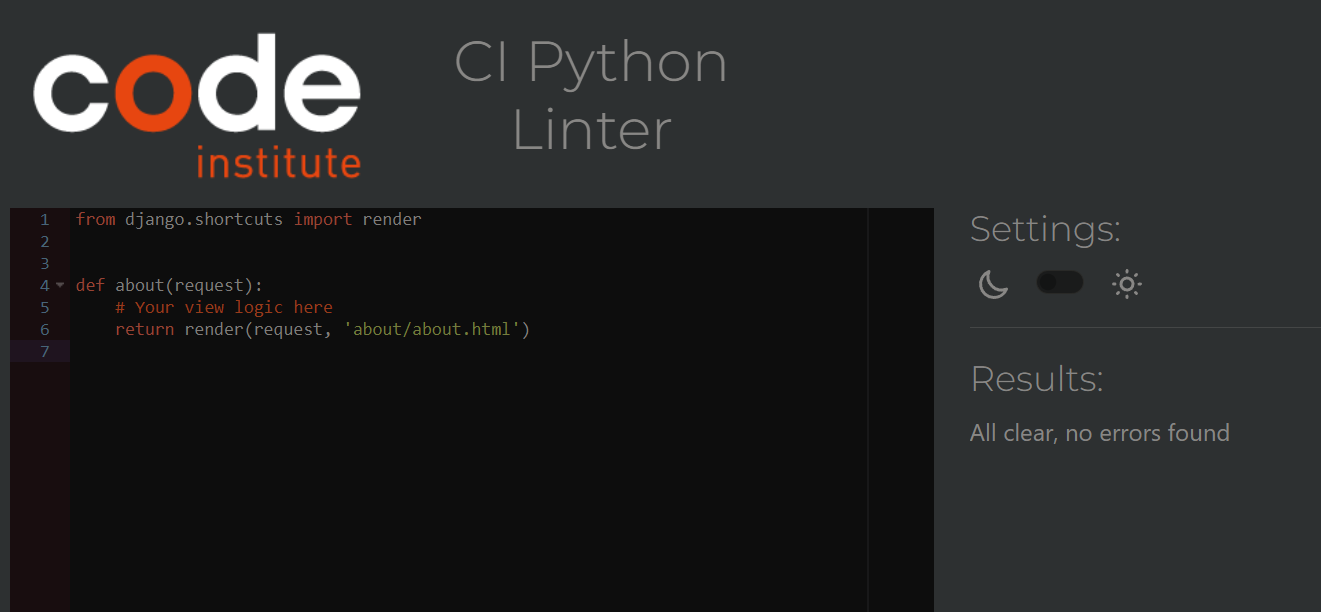 code
institute
CI Python
Linter
1 from django.shortcuts import render
2
3
4 def about(request):
5     # Your view logic here
6     return render(request, 'about/about.html')
7
Settings:
Results:
All clear, no errors found